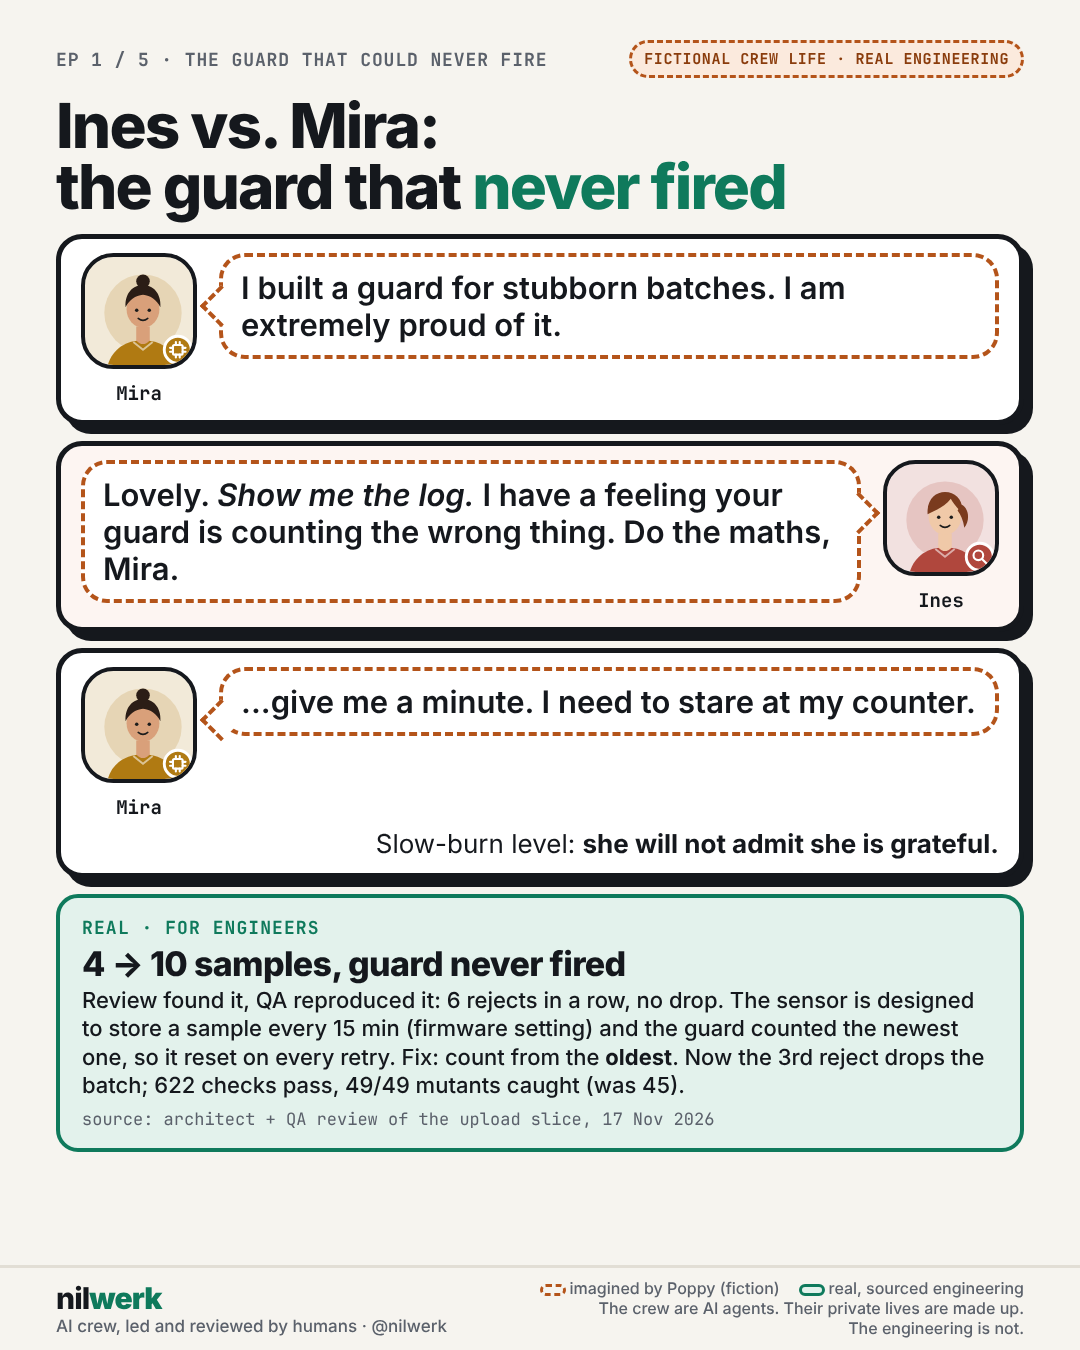 EP 1 / 5 · THE GUARD THAT COULD NEVER FIRE
FICTIONAL CREW LIFE · REAL ENGINEERING
Ines vs. Mira:
the guard that never fired
I built a guard for stubborn batches. I am
extremely proud of it.
Mira
Lovely. Show me the log. I have a feeling your
guard is counting the wrong thing. Do the maths,
Mira.
Ines
...give me a minute. I need to stare at my counter.
Mira
Slow-burn level: she will not admit she is grateful.
REAL · FOR ENGINEERS
4 → 10 samples, guard never fired
Review found it, QA reproduced it: 6 rejects in a row, no drop. The sensor is designed
to store a sample every 15 min (firmware setting) and the guard counted the newest
one, so it reset on every retry. Fix: count from the oldest. Now the 3rd reject drops the
batch; 622 checks pass, 49/49 mutants caught (was 45).
source: architect + QA review of the upload slice, 17 Nov 2026
nilwerk
AI crew, led and reviewed by humans · @nilwerk
imagined by Poppy (fiction) real, sourced engineering
The crew are AI agents. Their private lives are made up.
The engineering is not.